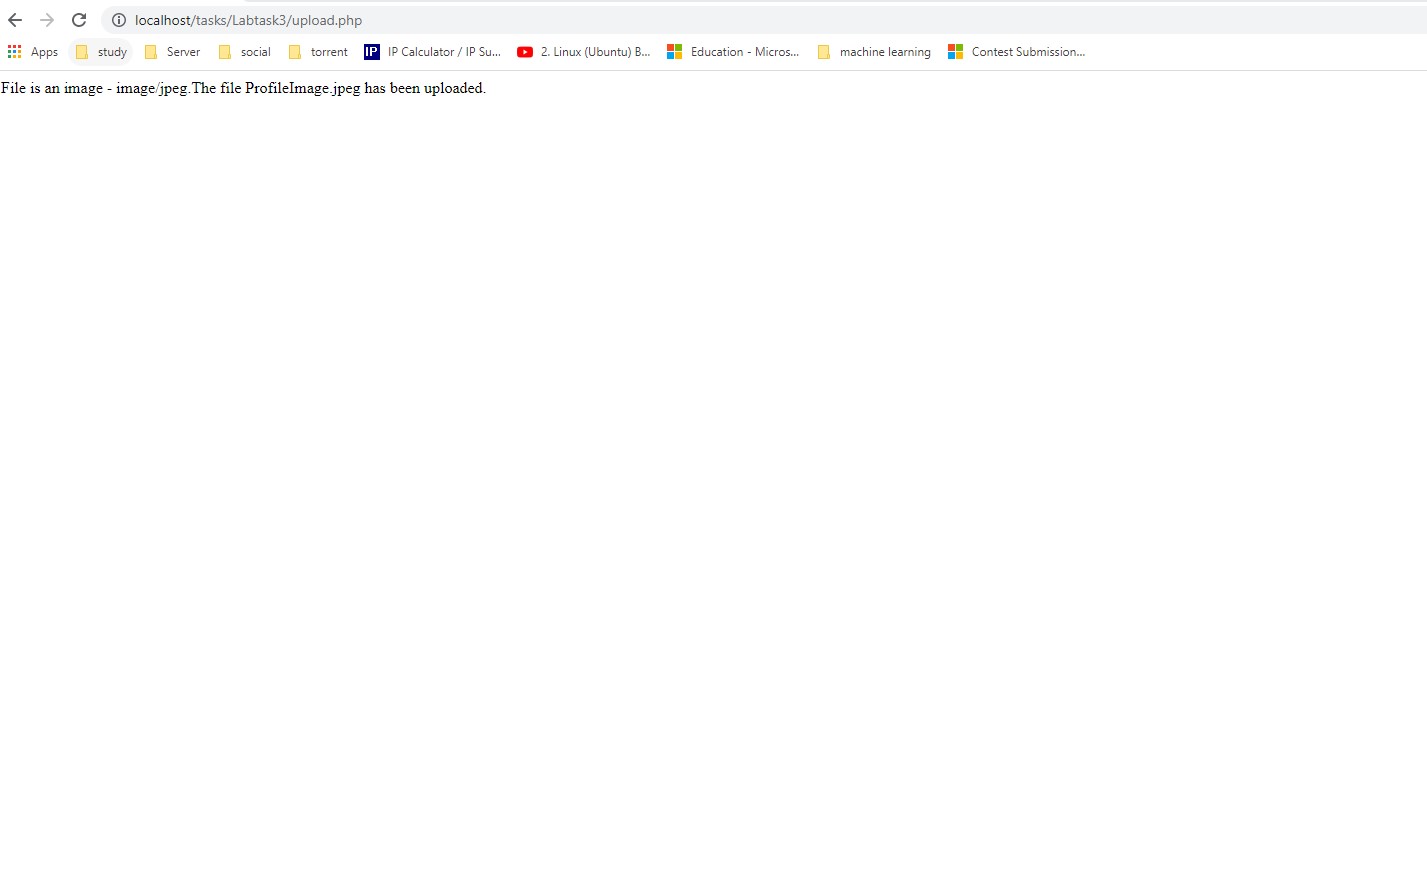 localhost/tasks/Labtask3/upload.php
Apps study Server social torrent IP IP Calculator / IP Su... 2. Linux (Ubuntu) B... Education - Micros... machine learning Contest Submission...
File is an image - image/jpeg.The file ProfileImage.jpeg has been uploaded.